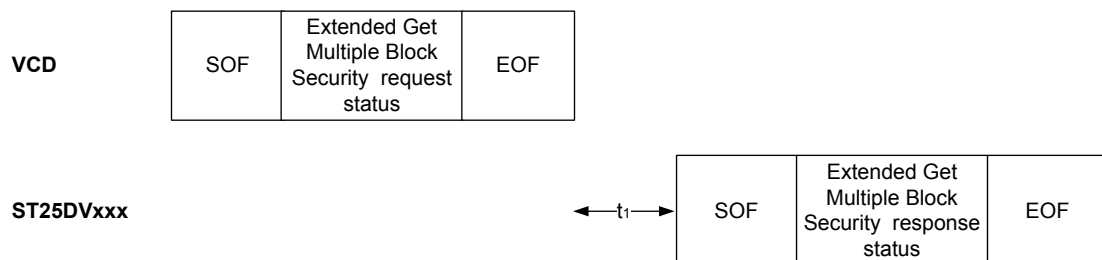 VCD
SOF
Extended Get
Multiple Block
Security request
status
EOF
ST25DVxxx
t1
SOF
Extended Get
Multiple Block
Security response
status
EOF